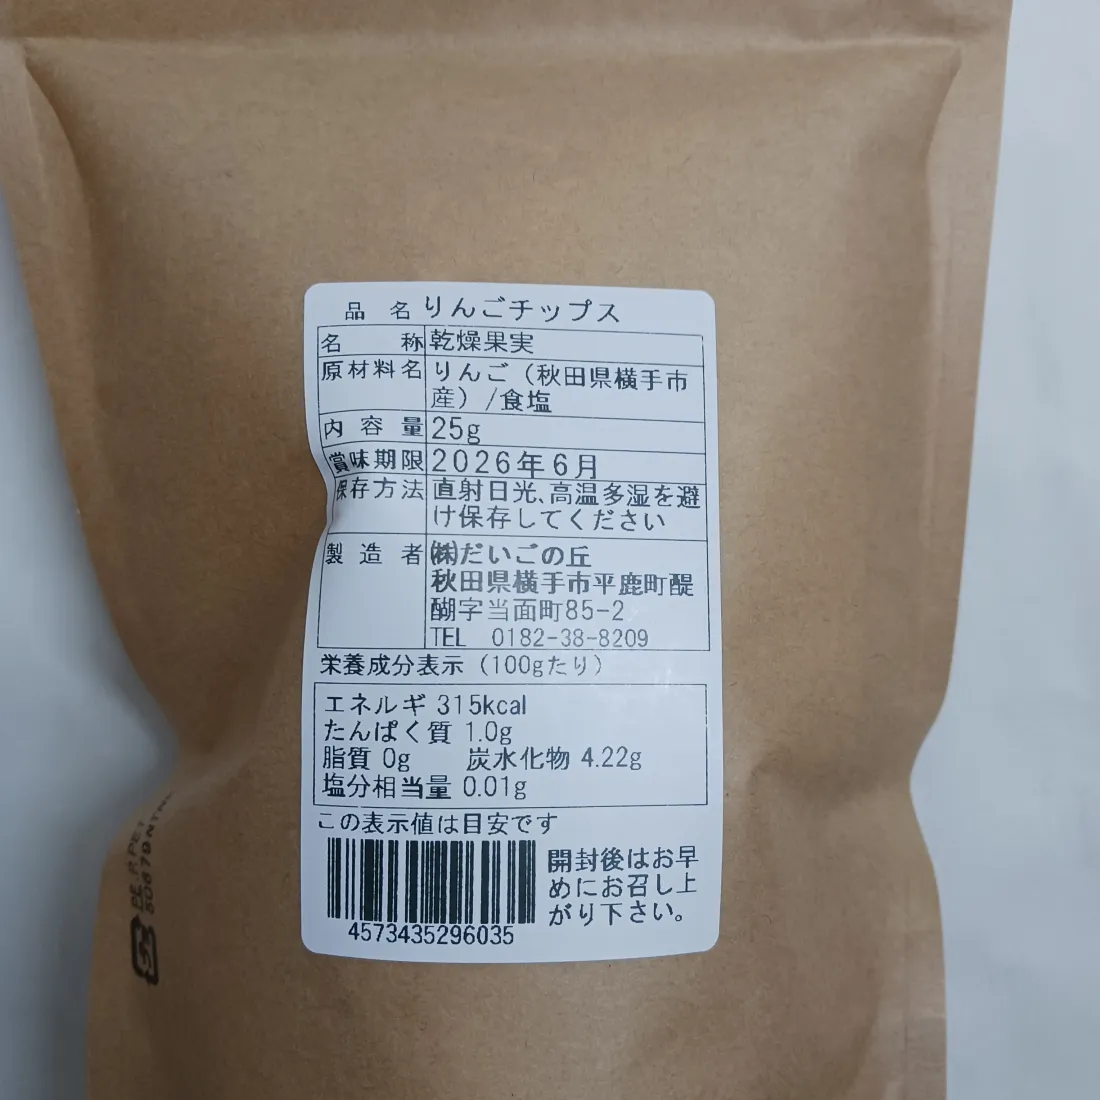 品 名 りんごチップス
名 称 乾燥果実
原材料名 りんご（秋田県横手市
産）/食塩
内 容 量 25g
賞味期限 2026年6月
保存方法 直射日光、高温多湿を避
け保存してください
製 造 者 ㈱だいごの丘
秋田県横手市平鹿町醍
醐字当面町85-2
TEL 0182-38-8209
栄養成分表示（100gたり）
エネルギ 315kcal
たんぱく質 1.0g
脂質 0g 炭水化物 4.22g
塩分相当量 0.01g
この表示値は目安です
開封後はお早
めにお召し上
がり下さい。
4573435296035